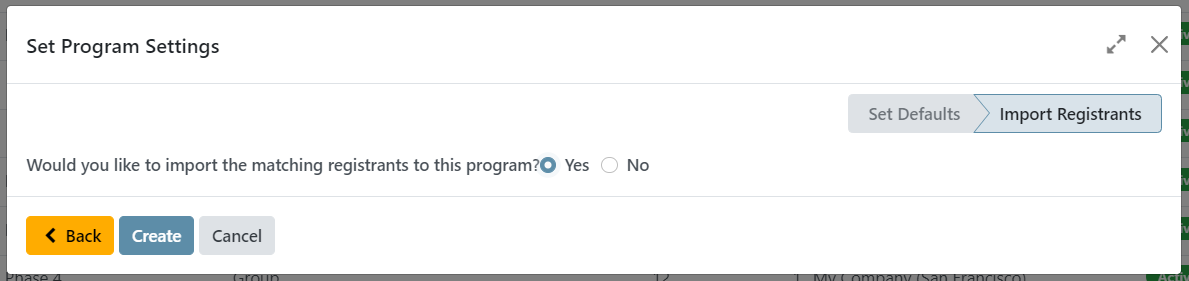 Set Program Settings
Set Defaults
Import Registrants
Would you like to import the matching registrants to this program? Yes No
Back Create Cancel
Phase 4 Group 12 1 My Company (San Francisco)